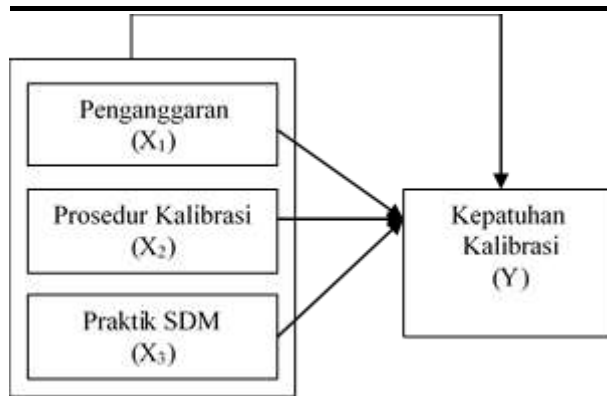 Penganggaran
(X₁)
Prosedur Kalibrasi
(X₂)
Praktik SDM
(X₃)
Kepatuhan
Kalibrasi
(Y)